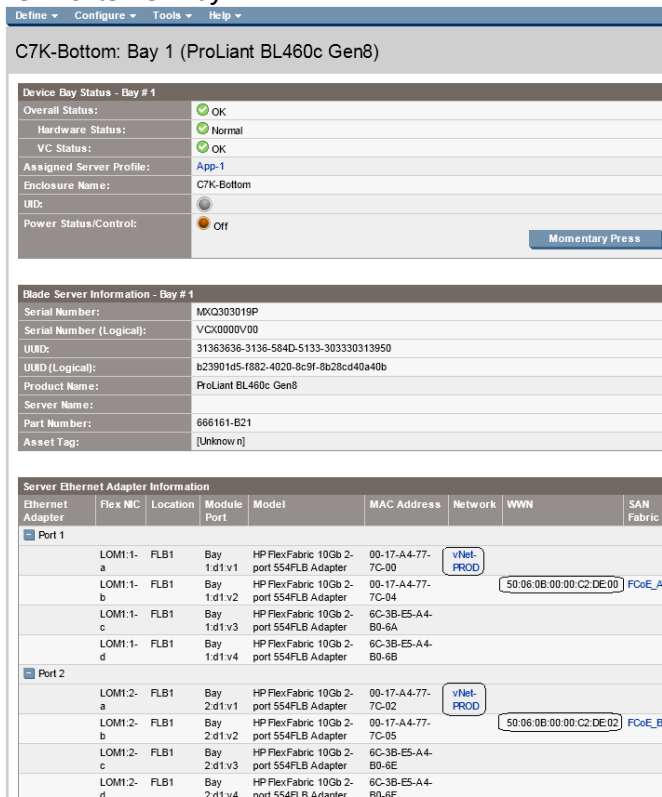 Define Configure Tools Help
C7K-Bottom: Bay 1 (ProLiant BL460c Gen8)
Device Bay Status - Bay # 1
Overall Status: OK
Hardware Status: Normal
VC Status: OK
Assigned Server Profile: App-1
Enclosure Name: C7K-Bottom
UID:
Power Status/Control: Off
Momentary Press
Blade Server Information - Bay # 1
Serial Number: MXQ303019P
Serial Number (Logical): VCX0000V00
UUID: 31363636-3136-584D-5133-303330313950
UUID (Logical): b23901d5-f882-4020-8c9f-8b28cd40a40b
Product Name: ProLiant BL460c Gen8
Server Name:
Part Number: 666161-B21
Asset Tag: [Unknown]
Server Ethernet Adapter Information
Ethernet Flex NIC Location Module Model MAC Address Network WWN SAN
Adapter Port Fabric
Port 1
LOM1:1- FLB1 Bay HP FlexFabric 10Gb 2- 00-17-A4-77- vNet-
a 1:d1:v1 port 554FLB Adapter 7C-00 PROD
LOM1:1- FLB1 Bay HP FlexFabric 10Gb 2- 00-17-A4-77- 50:06:0B:00:00:C2:DE:00 FCoE_A
b 1:d1:v2 port 554FLB Adapter 7C-04
LOM1:1- FLB1 Bay HP FlexFabric 10Gb 2- 6C-3B-E5-A4-
c 1:d1:v3 port 554FLB Adapter B0-6A
LOM1:1- FLB1 Bay HP FlexFabric 10Gb 2- 6C-3B-E5-A4-
d 1:d1:v4 port 554FLB Adapter B0-6B
Port 2
LOM1:2- FLB1 Bay HP FlexFabric 10Gb 2- 00-17-A4-77- vNet-
a 2:d1:v1 port 554FLB Adapter 7C-02 PROD
LOM1:2- FLB1 Bay HP FlexFabric 10Gb 2- 00-17-A4-77- 50:06:0B:00:00:C2:DE:02 FCoE_B
b 2:d1:v2 port 554FLB Adapter 7C-05
LOM1:2- FLB1 Bay HP FlexFabric 10Gb 2- 6C-3B-E5-A4-
c 2:d1:v3 port 554FLB Adapter B0-6E
LOM1:2- FLB1 Bay HP FlexFabric 10Gb 2- 6C-3B-E5-A4-
d 2:d1:v4 port 554FLB Adapter